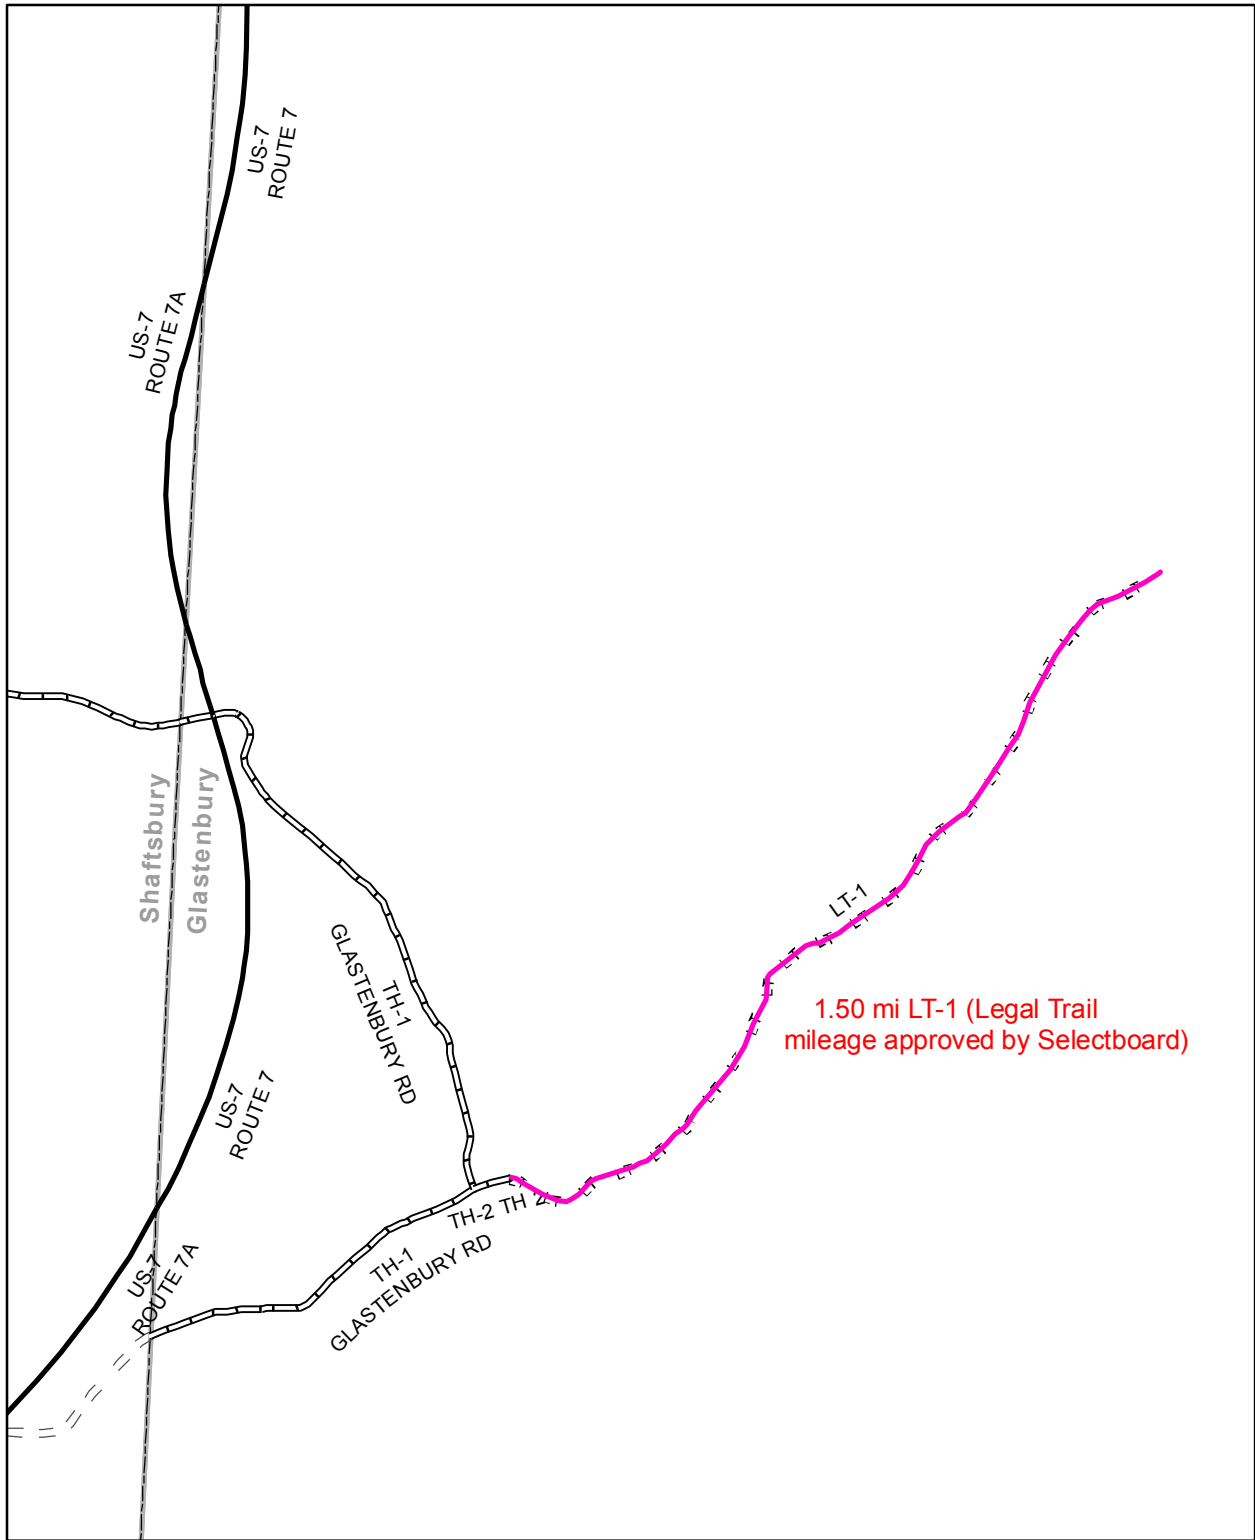 US-7
ROUTE 7
US-7
ROUTE 7A
Shaftsbury
Glastenbury
LT-1
TH-1
GLASTENBURY RD
1.50 mi LT-1 (Legal Trail
mileage approved by Selectboard)
US-7
ROUTE 7
TH-2 TH 2
TH-1
GLASTENBURY RD
US-7
ROUTE 7A